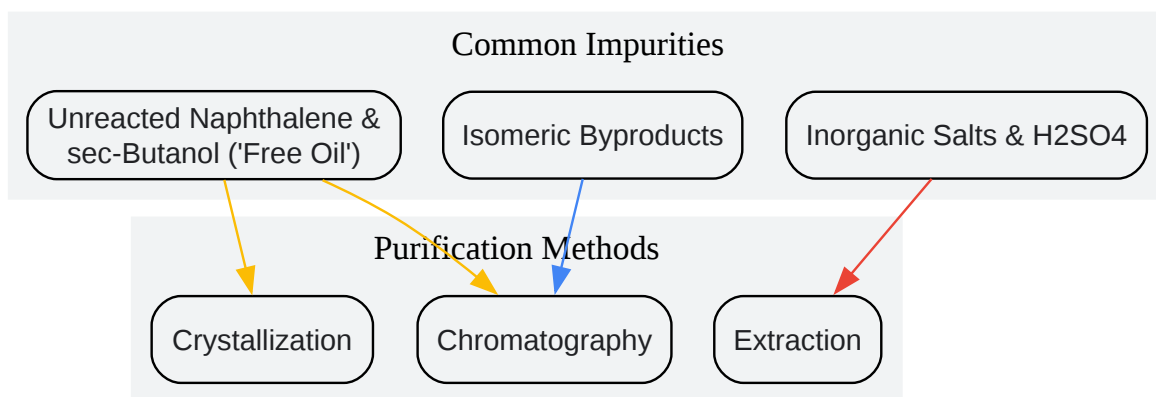 Common Impurities
Unreacted Naphthalene &
sec-Butanol ('Free Oil')
Isomeric Byproducts
Inorganic Salts & H2SO4
Purification Methods
Crystallization
Chromatography
Extraction